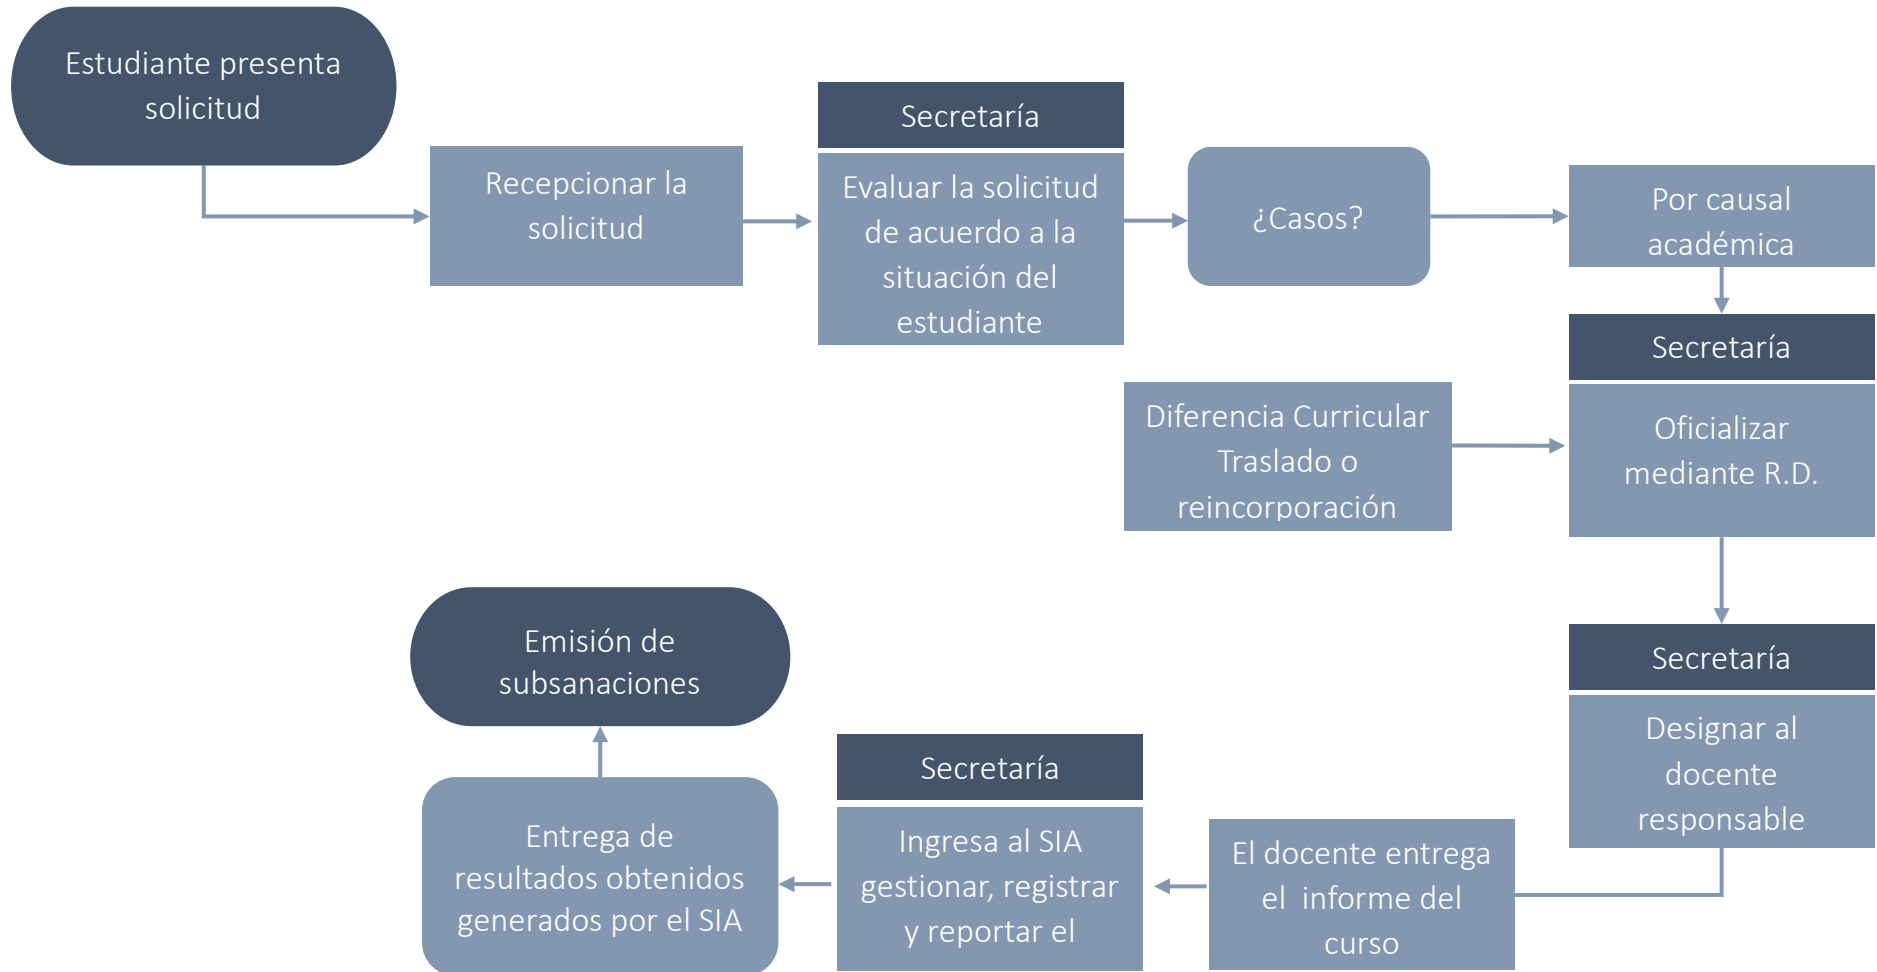 Estudiante presenta
solicitud
Recepcionar la
solicitud
Secretaría
Evaluar la solicitud
de acuerdo a la
situación del
estudiante
¿Casos?
Por causal
académica
Secretaría
Oficializar
mediante R.D.
Diferencia Curricular
Traslado o
reincorporación
Secretaría
Designar al
docente
responsable
El docente entrega
el informe del
curso
Secretaría
Ingresa al SIA
gestionar, registrar
y reportar el
Entrega de
resultados obtenidos
generados por el SIA
Emisión de
subsanaciones